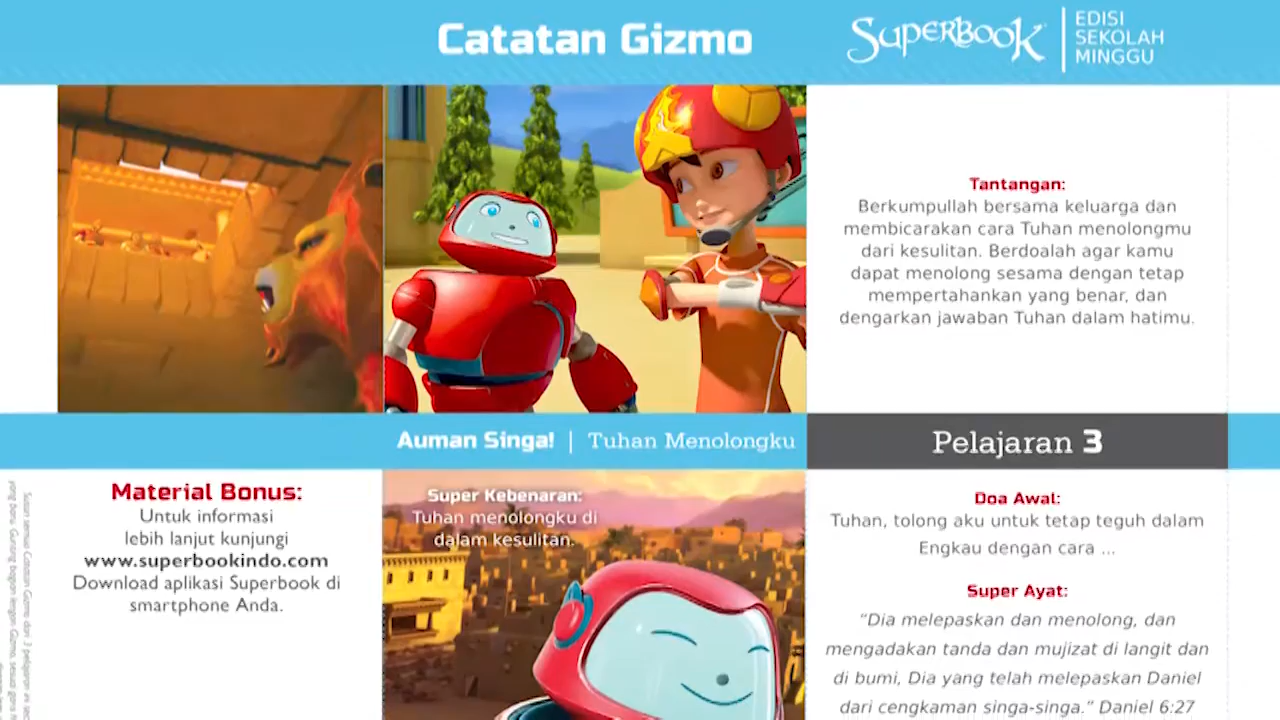 Catatan Gizmo
SUPERBOOK
EDISI
SEKOLAH
MINGGU
Tantangan:
Berkumpullah bersama keluarga dan
membicarakan cara Tuhan menolongmu
dari kesulitan. Berdoalah agar kamu
dapat menolong sesama dengan tetap
mempertahankan yang benar, dan
dengarkan jawaban Tuhan dalam hatimu.
Auman Singa! | Tuhan Menolongku
Pelajaran 3
Material Bonus:
Untuk informasi
lebih lanjut kunjungi
www.superbookindo.com
Download aplikasi Superbook di
smartphone Anda.
Super Kebenaran:
Tuhan menolongku di
dalam kesulitan.
Doa Awal:
Tuhan, tolong aku untuk tetap teguh dalam
Engkau dengan cara ...
Super Ayat:
“Dia melepaskan dan menolong, dan
mengadakan tanda dan mujizat di langit dan
di bumi, Dia yang telah melepaskan Daniel
dari cengkaman singa-singa.” Daniel 6:27